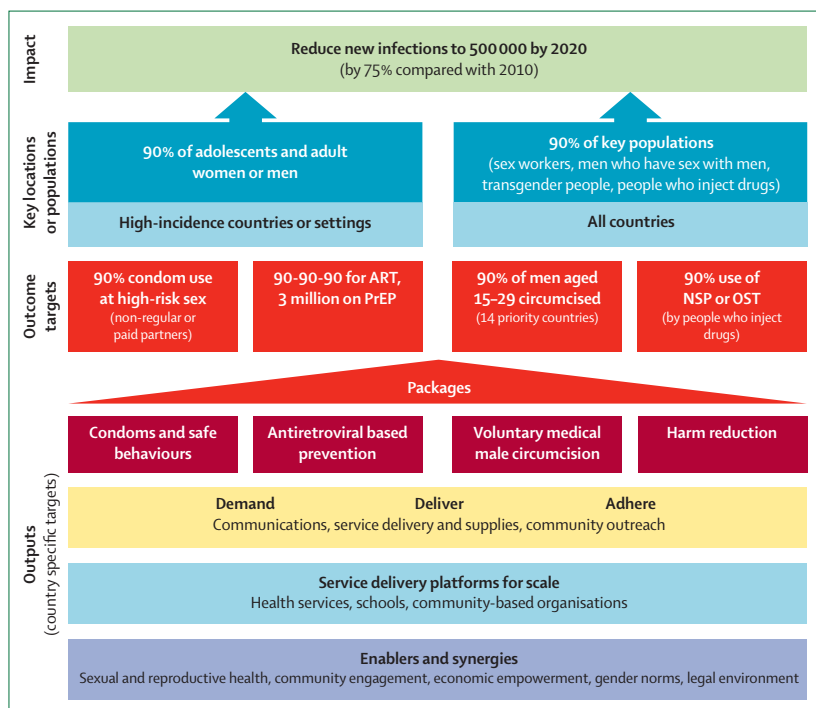 Impact
Reduce new infections to 500 000 by 2020
(by 75% compared with 2010)
Key locations
or populations
90% of adolescents and adult
women or men
High-incidence countries or settings
90% of key populations
(sex workers, men who have sex with men,
transgender people, people who inject drugs)
All countries
Outcome
targets
90% condom use
at high-risk sex
(non-regular or
paid partners)
90-90-90 for ART,
3 million on PrEP
90% of men aged
15–29 circumcised
(14 priority countries)
90% use of
NSP or OST
(by people who inject
drugs)
Packages
Outputs
(country specific targets)
Condoms and safe
behaviours
Antiretroviral based
prevention
Voluntary medical
male circumcision
Harm reduction
Demand Deliver Adhere
Communications, service delivery and supplies, community outreach
Service delivery platforms for scale
Health services, schools, community-based organisations
Enablers and synergies
Sexual and reproductive health, community engagement, economic empowerment, gender norms, legal environment